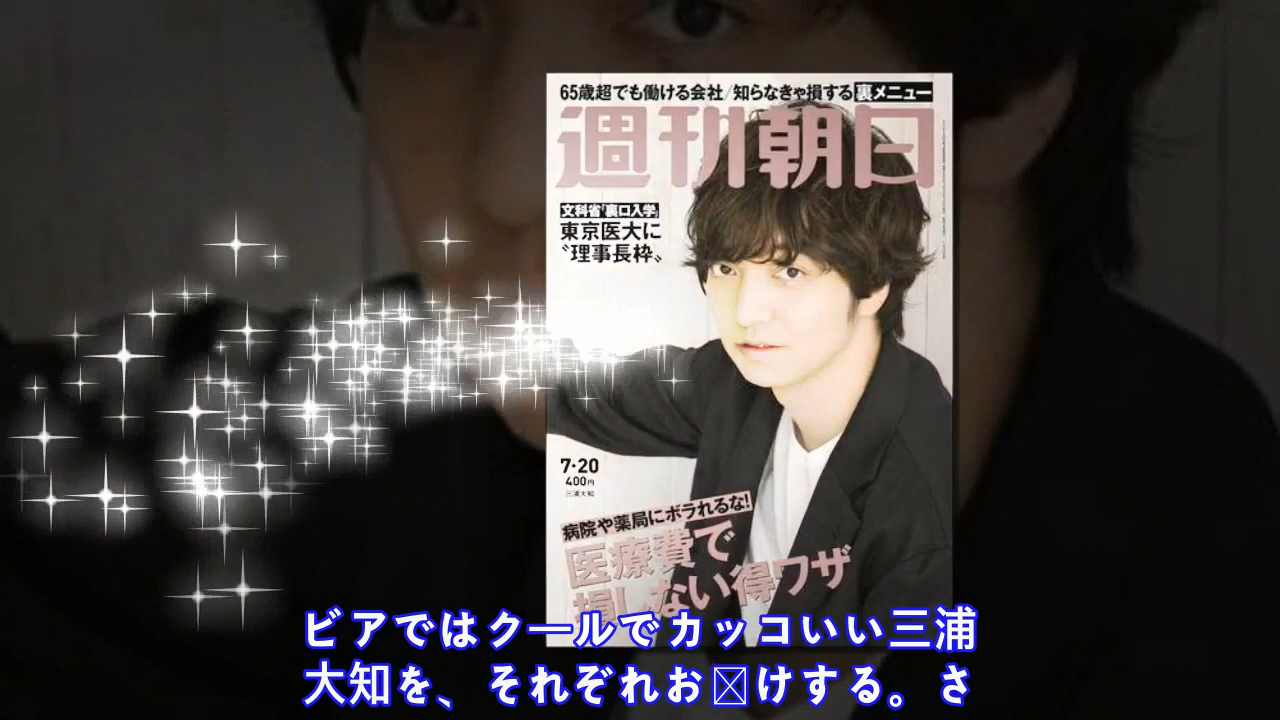 65歳超でも働ける会社/知らなきゃ損する裏メニュー
週刊朝日
文科省「裏口入学」
東京医大に
〝理事長枠〟
7・20
400円
三浦大知
病院や薬局にボラれるな!
医療費で
損しない得ワザ
ビアではクールでカッコいい三浦
大知を、それぞれお〼けする。さ